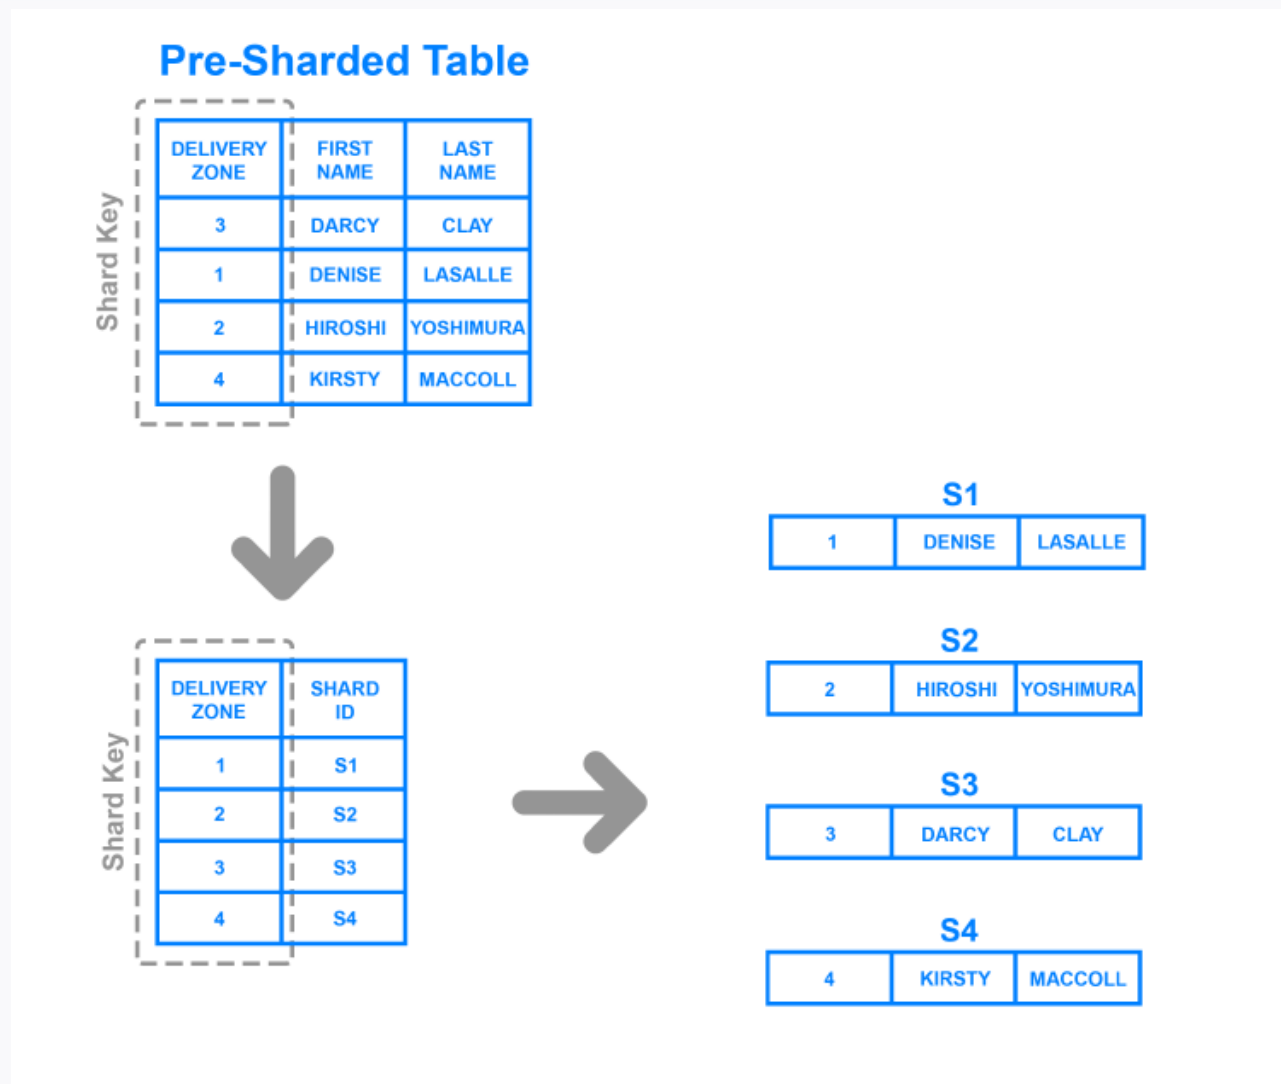 Pre-Sharded Table
Shard Key
DELIVERY ZONE FIRST NAME LAST NAME
3 DARCY CLAY
1 DENISE LASALLE
2 HIROSHI YOSHIMURA
4 KIRSTY MACCOLL
Shard Key
DELIVERY ZONE SHARD ID
1 S1
2 S2
3 S3
4 S4
S1
1 DENISE LASALLE
S2
2 HIROSHI YOSHIMURA
S3
3 DARCY CLAY
S4
4 KIRSTY MACCOLL